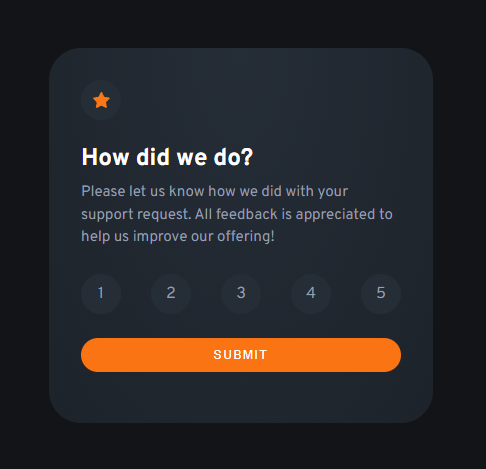 How did we do?
Please let us know how we did with your
support request. All feedback is appreciated to
help us improve our offering!
1 2 3 4 5
SUBMIT